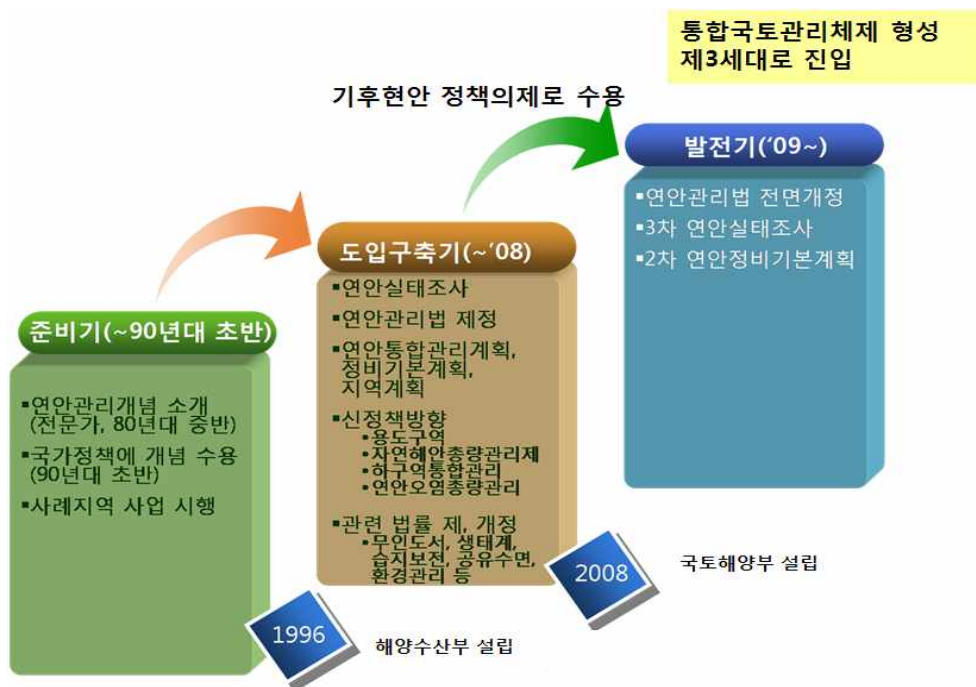 통합국토관리체제 형성
제3세대로 진입
기후현안 정책의제로 수용
준비기(~90년대 초반)
▪연안관리개념 소개
(전문가, 80년대 중반)
▪국가정책에 개념 수용
(90년대 초반)
▪사례지역 사업 시행
1996
해양수산부 설립
도입구축기(~’08)
▪연안실태조사
▪연안관리법 제정
▪연안통합관리계획,
정비기본계획,
지역계획
▪신정책방향
•용도구역
•자연해안총량관리제
•하구역통합관리
•연안오염총량관리
▪관련 법률 제, 개정
•무인도서, 생태계,
습지보전, 공유수면,
환경관리 등
2008
국토해양부 설립
발전기(‘09~)
▪연안관리법 전면개정
▪3차 연안실태조사
▪2차 연안정비기본계획